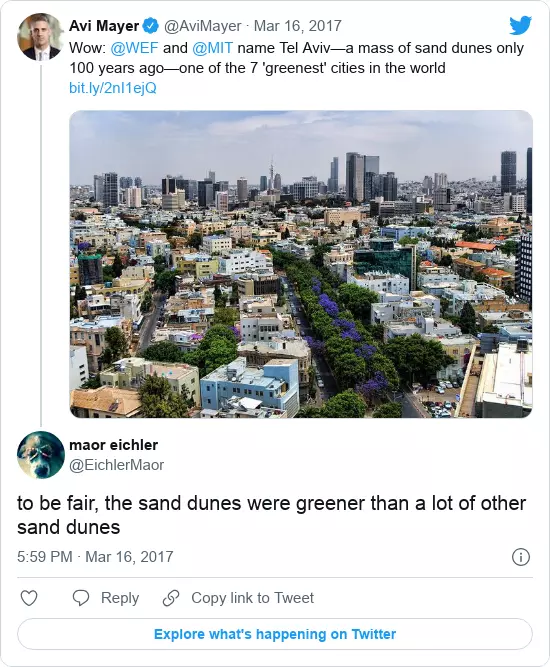 Avi Mayer @AviMayer · Mar 16, 2017
Wow: @WEF and @MIT name Tel Aviv—a mass of sand dunes only
100 years ago—one of the 7 'greenest' cities in the world
bit.ly/2nI1ejQ
maor eichler
@EichlerMaor
to be fair, the sand dunes were greener than a lot of other
sand dunes
5:59 PM · Mar 16, 2017
Reply Copy link to Tweet
Explore what's happening on Twitter